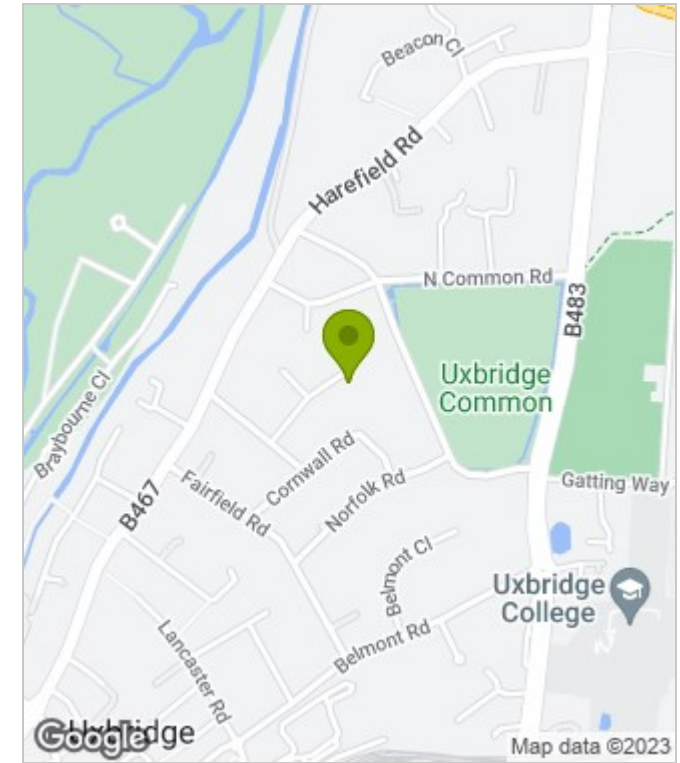 Beacon Cl
Harefield Rd
N Common Rd
B483
Uxbridge
Common
Braybourne Cl
Cornwall Rd
Gatting Way
Fairfield Rd
Norfolk Rd
B467
Belmont Cl
Uxbridge
College
Lancaster Rd
Belmont Rd
Uxbridge
Google
Map data ©2023